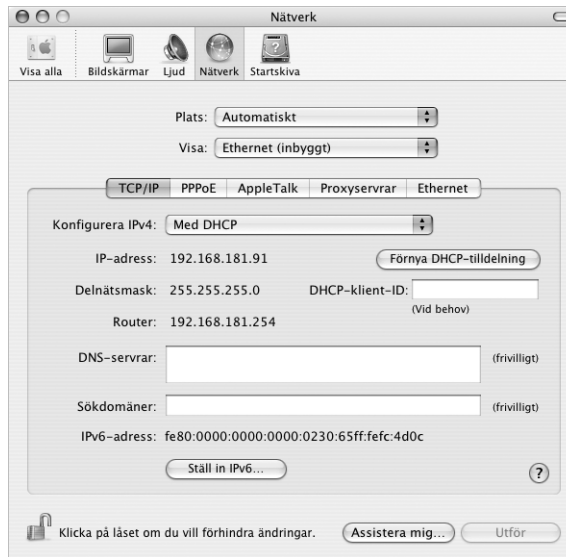 Nätverk
Visa alla
Bildskärmar
Ljud
Nätverk
Startskiva
Plats: Automatiskt
Visa: Ethernet (inbyggt)
TCP/IP PPPoE AppleTalk Proxyservrar Ethernet
Konfigurera IPv4: Med DHCP
IP-adress: 192.168.181.91 Förnya DHCP-tilldelning
Delnätsmask: 255.255.255.0 DHCP-klient-ID:
(Vid behov)
Router: 192.168.181.254
DNS-servrar: (frivilligt)
Sökdomäner: (frivilligt)
IPv6-adress: fe80:0000:0000:0000:0230:65ff:fefc:4d0c
Ställ in IPv6... ?
Klicka på låset om du vill förhindra ändringar. Assistera mig... Utför